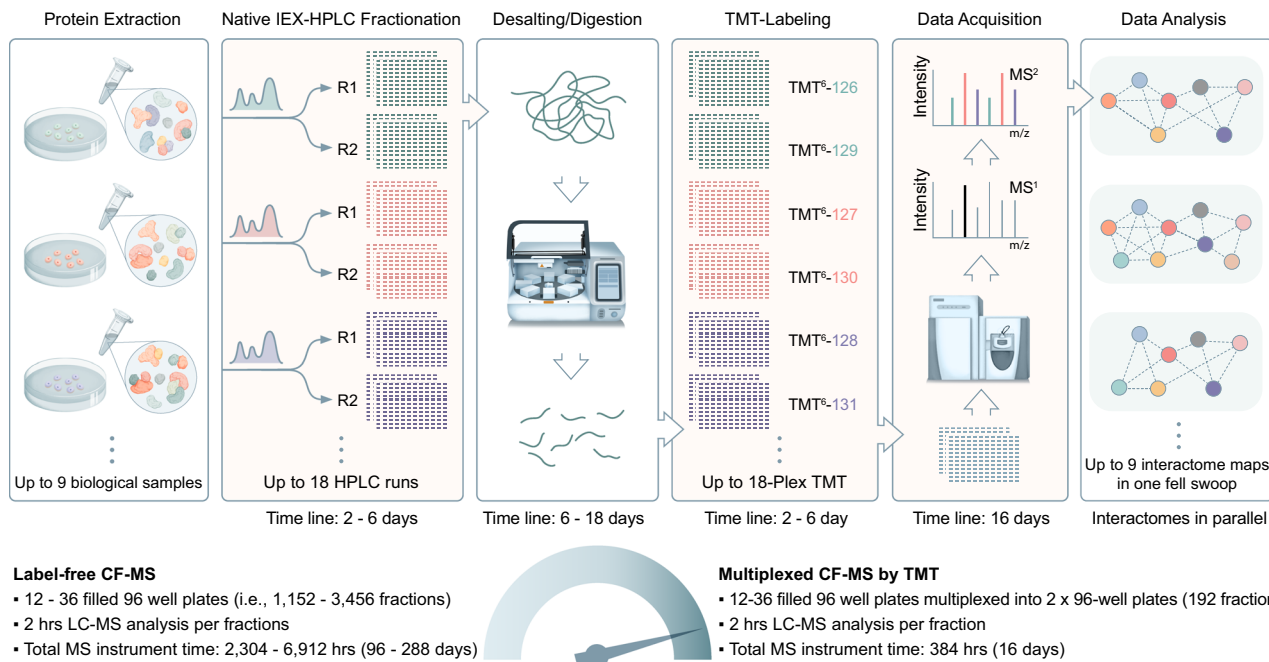 Protein Extraction
Up to 9 biological samples
Native IEX-HPLC Fractionation
R1
R2
R1
R2
R1
R2
Up to 18 HPLC runs
Time line: 2 - 6 days
Desalting/Digestion
Time line: 6 - 18 days
TMT-Labeling
TMT⁶-126
TMT⁶-129
TMT⁶-127
TMT⁶-130
TMT⁶-128
TMT⁶-131
Up to 18-Plex TMT
Time line: 2 - 6 day
Data Acquisition
Intensity
MS²
m/z
Intensity
MS¹
m/z
Time line: 16 days
Data Analysis
Up to 9 interactome maps
in one fell swoop
Interactomes in parallel
Label-free CF-MS
▪ 12 - 36 filled 96 well plates (i.e., 1,152 - 3,456 fractions)
▪ 2 hrs LC-MS analysis per fractions
▪ Total MS instrument time: 2,304 - 6,912 hrs (96 - 288 days)
Multiplexed CF-MS by TMT
▪ 12-36 filled 96 well plates multiplexed into 2 x 96-well plates (192 fraction
▪ 2 hrs LC-MS analysis per fraction
▪ Total MS instrument time: 384 hrs (16 days)